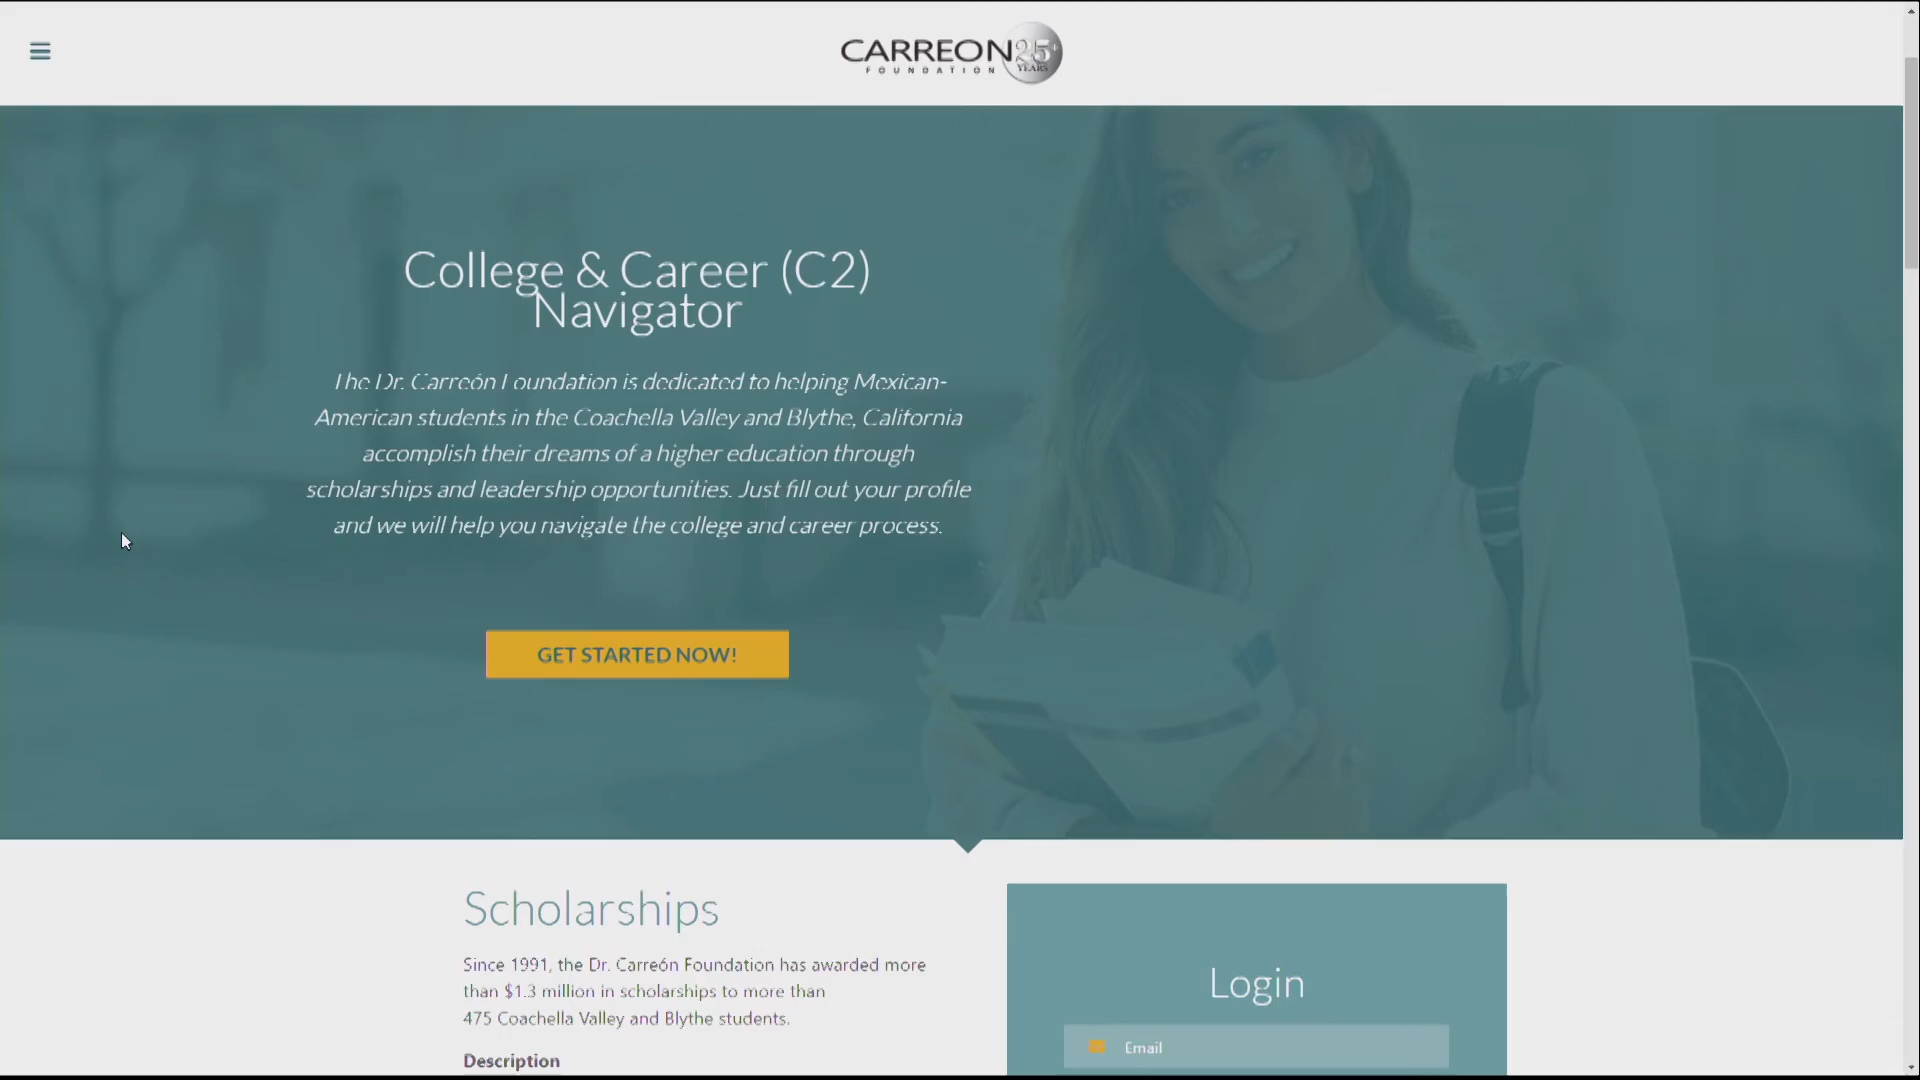 CARREON
FOUNDATION
25+
YEARS
College & Career (C2)
Navigator
The Dr. Carreón Foundation is dedicated to helping Mexican-
American students in the Coachella Valley and Blythe, California
accomplish their dreams of a higher education through
scholarships and leadership opportunities. Just fill out your profile
and we will help you navigate the college and career process.
GET STARTED NOW!
Scholarships
Since 1991, the Dr. Carreón Foundation has awarded more
than $1.3 million in scholarships to more than
475 Coachella Valley and Blythe students.
Description
Login
Email